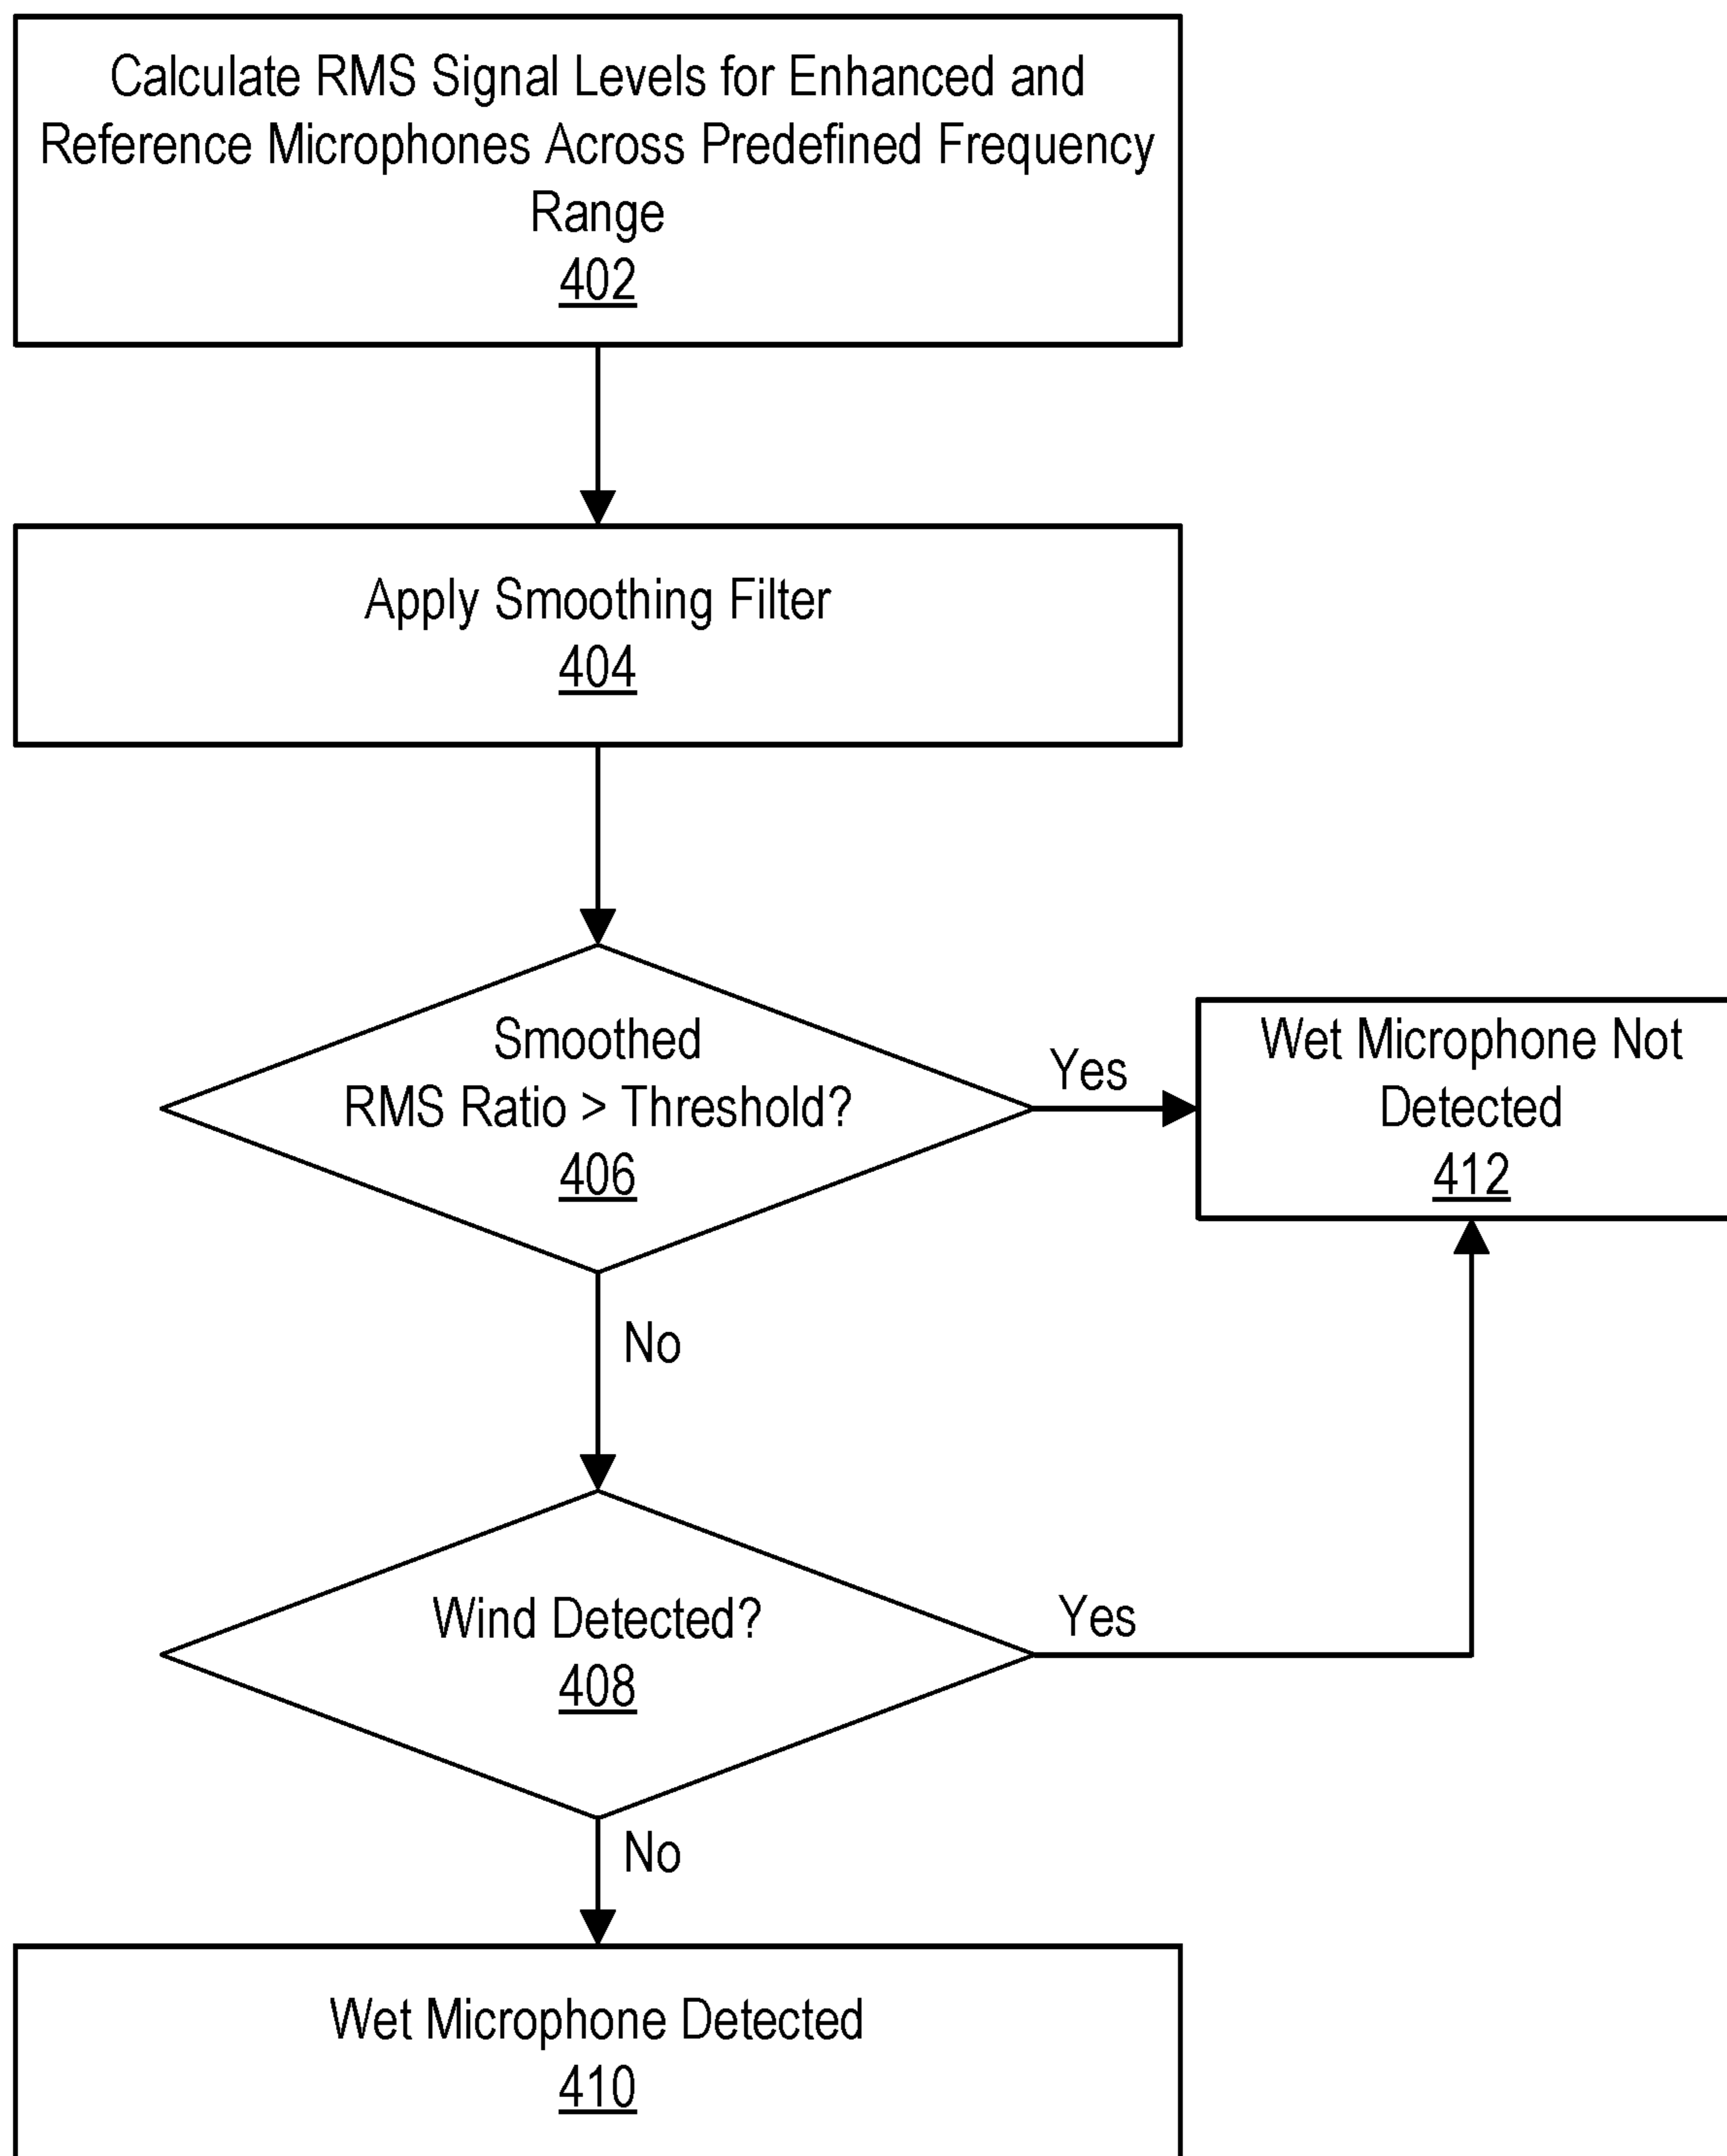 Calculate RMS Signal Levels for Enhanced and
Reference Microphones Across Predefined Frequency
Range
402
Apply Smoothing Filter
404
Smoothed
RMS Ratio > Threshold?
406
Yes
Wet Microphone Not
Detected
412
No
Wind Detected?
408
Yes
No
Wet Microphone Detected
410